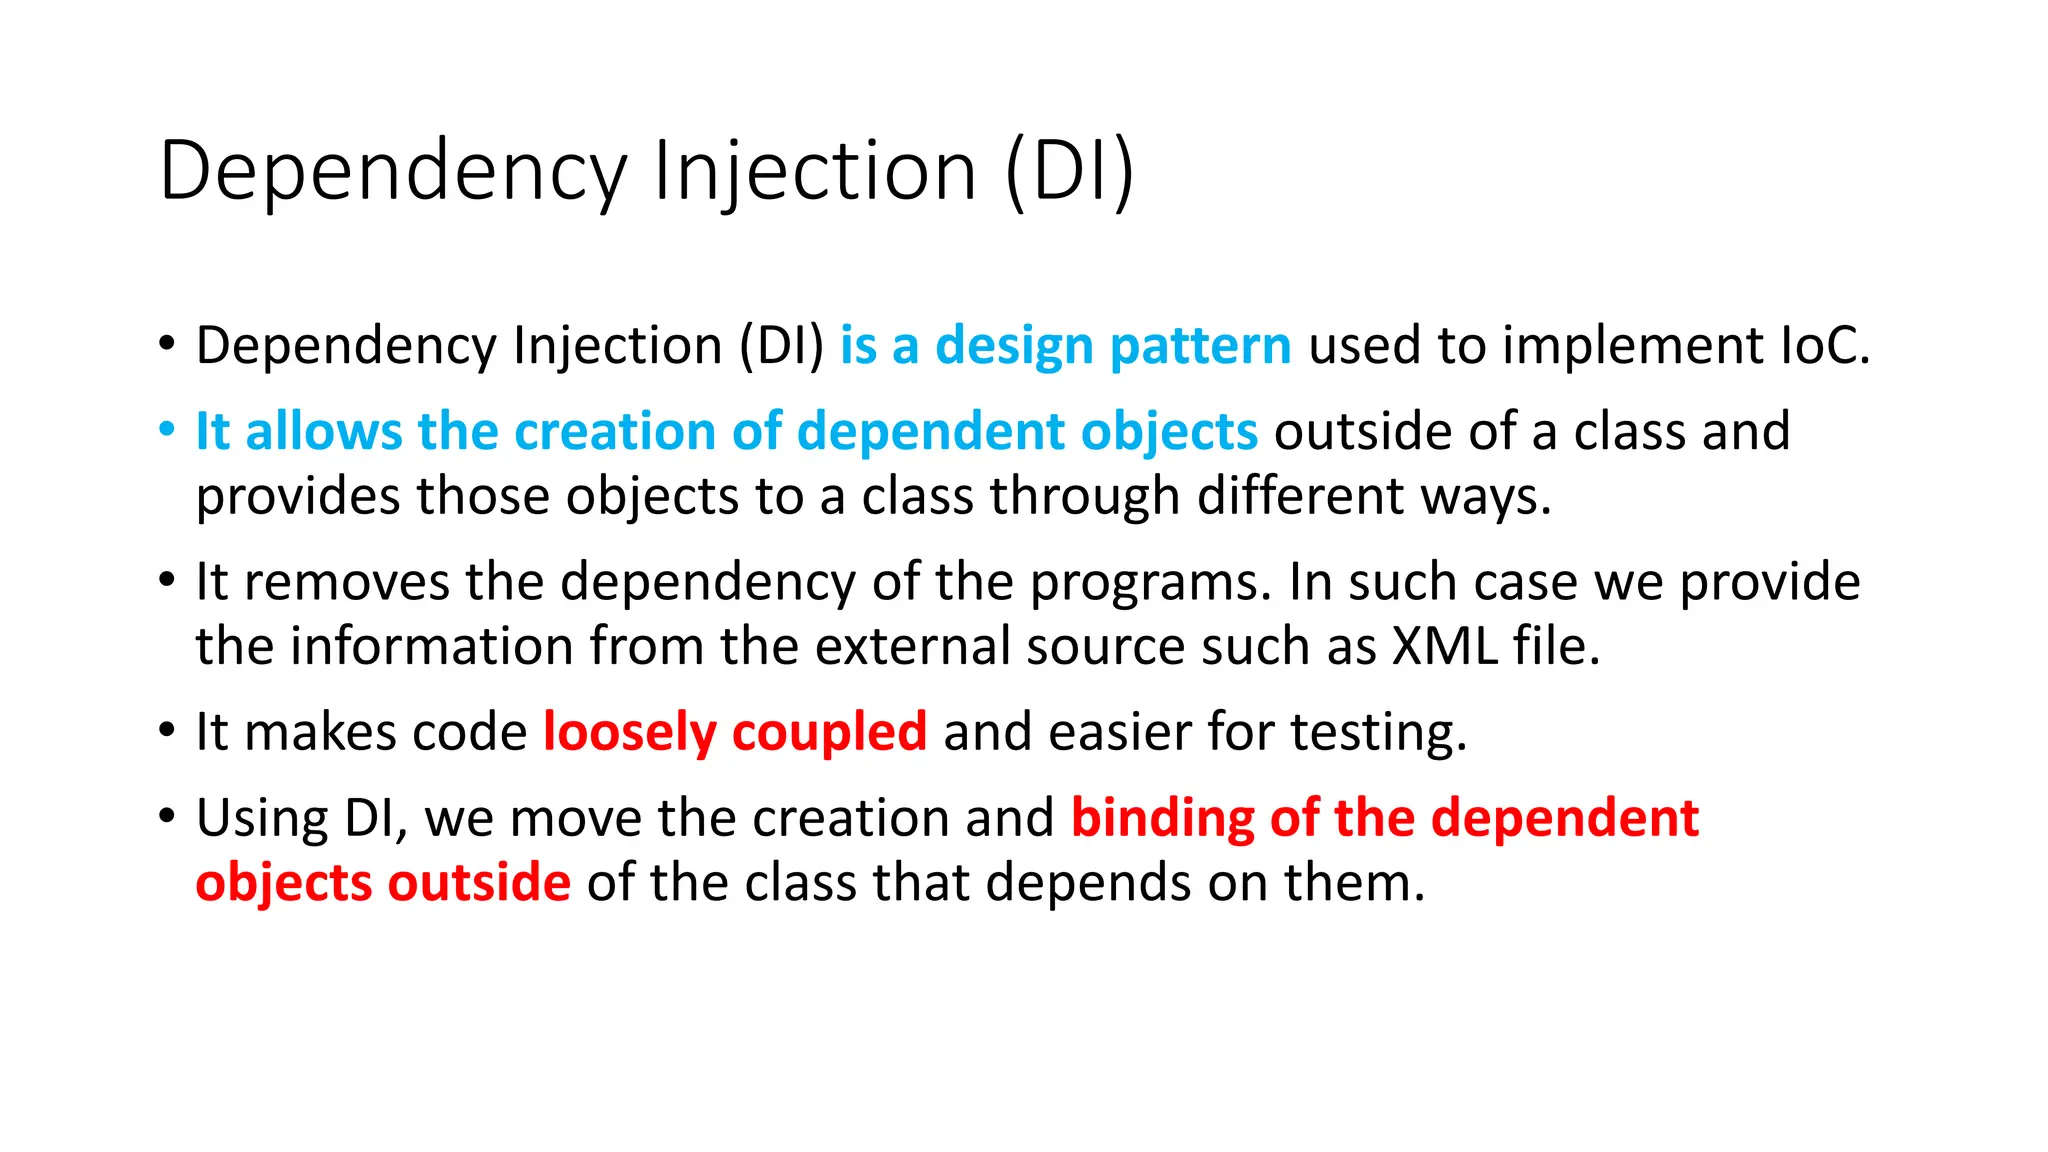 Dependency Injection (DI)
• Dependency Injection (DI) is a design pattern used to implement IoC.
• It allows the creation of dependent objects outside of a class and
provides those objects to a class through different ways.
• It removes the dependency of the programs. In such case we provide
the information from the external source such as XML file.
• It makes code loosely coupled and easier for testing.
• Using DI, we move the creation and binding of the dependent
objects outside of the class that depends on them.